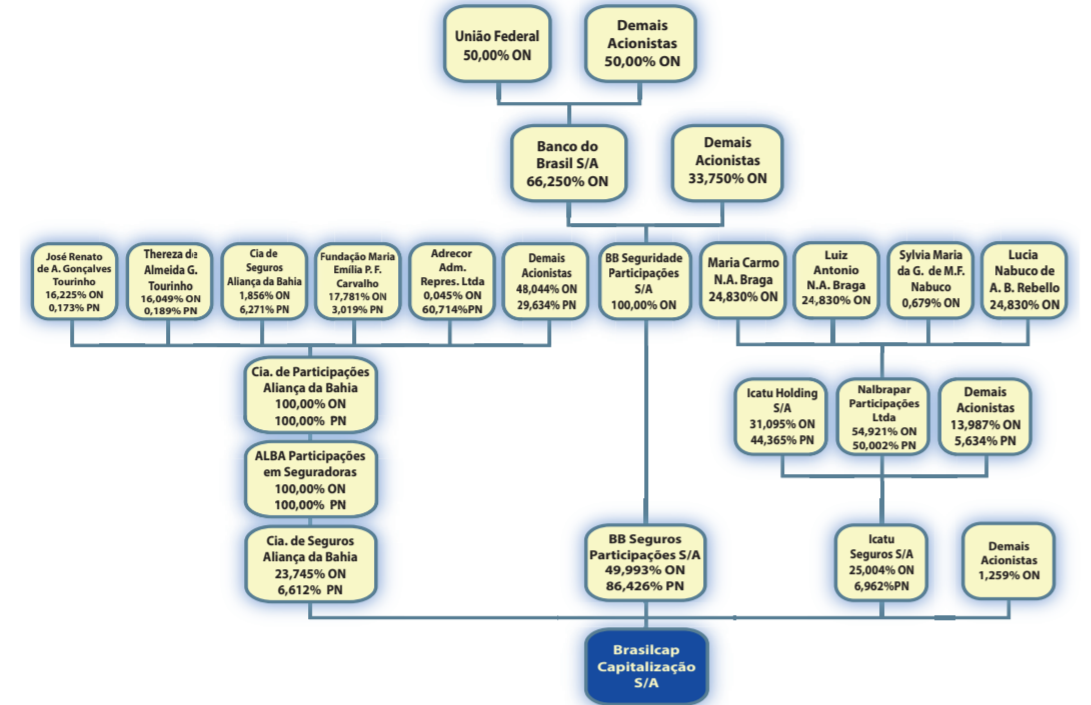 União Federal
50,00% ON
Demais
Acionistas
50,00% ON
Banco do
Brasil S/A
66,250% ON
Demais
Acionistas
33,750% ON
José Renato
de A. Gonçalves
Tourinho
16,225% ON
0,173% PN
Thereza de
Almeida G.
Tourinho
16,049% ON
0,189% PN
Cia de
Seguros
Aliança da Bahia
1,856% ON
6,271% PN
Fundação Maria
Emília P. F.
Carvalho
17,781% ON
3,019% PN
Adrecor
Adm.
Repres. Ltda
0,045% ON
60,714%PN
Demais
Acionistas
48,044% ON
29,634% PN
BB Seguridade
Participações
S/A
100,00% ON
Maria Carmo
N.A. Braga
24,830% ON
Luiz
Antonio
N.A. Braga
24,830% ON
Sylvia Maria
da G. de M.F.
Nabuco
0,679% ON
Lucia
Nabuco de
A. B. Rebello
24,830% ON
Cia. de Participações
Aliança da Bahia
100,00% ON
100,00% PN
Icatu Holding
S/A
31,095% ON
44,365% PN
Nalbrapar
Participações
Ltda
54,921% ON
50,002% PN
Demais
Acionistas
13,987% ON
5,634% PN
ALBA Participações
em Seguradoras
100,00% ON
100,00% PN
Cia. de Seguros
Aliança da Bahia
23,745% ON
6,612% PN
BB Seguros
Participações S/A
49,993% ON
86,426% PN
Icatu
Seguros S/A
25,004% ON
6,962%PN
Demais
Acionistas
1,259% ON
Brasilcap
Capitalização
S/A